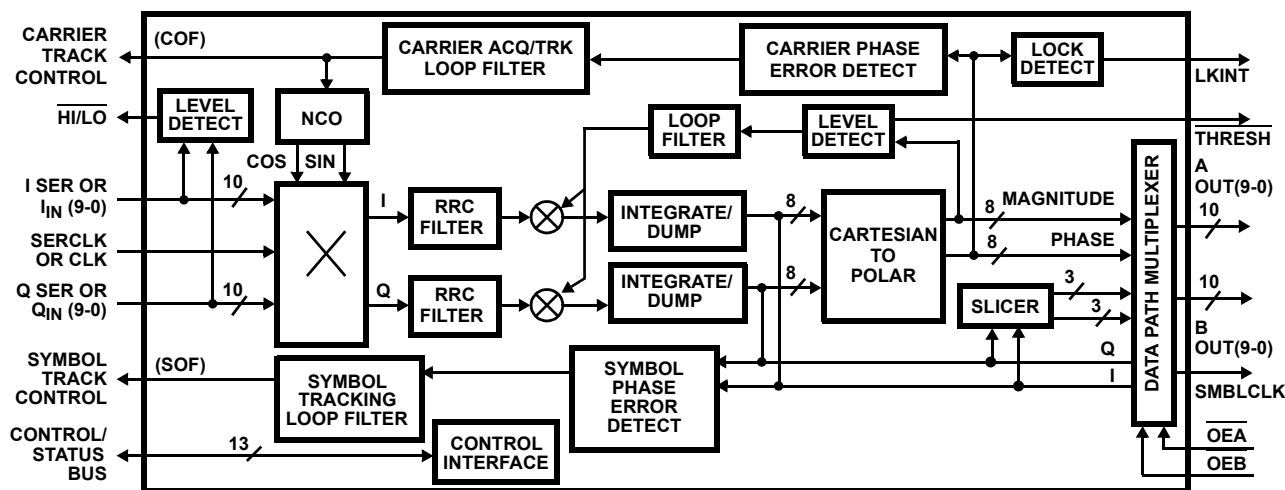 CARRIER
TRACK
CONTROL
(COF)
CARRIER ACQ/TRK
LOOP FILTER
CARRIER PHASE
ERROR DETECT
LOCK
DETECT
LKINT
HI/LO
LEVEL
DETECT
NCO
LOOP
FILTER
LEVEL
DETECT
THRESH
COS
SIN
I SER OR
I_IN (9-0)
10
I
RRC
FILTER
INTEGRATE/
DUMP
8
CARTESIAN
TO
POLAR
8
MAGNITUDE
8
PHASE
DATA PATH MULTIPLEXER
A
OUT(9-0)
10
SERCLK
OR CLK
Q SER OR
Q_IN (9-0)
10
Q
RRC
FILTER
INTEGRATE/
DUMP
8
SLICER
3
3
10
B
OUT(9-0)
SYMBOL
TRACK
CONTROL
(SOF)
SYMBOL
TRACKING
LOOP FILTER
SYMBOL
PHASE
ERROR
DETECT
Q
I
SMBLCLK
CONTROL/
STATUS
BUS
13
CONTROL
INTERFACE
OEA
OEB